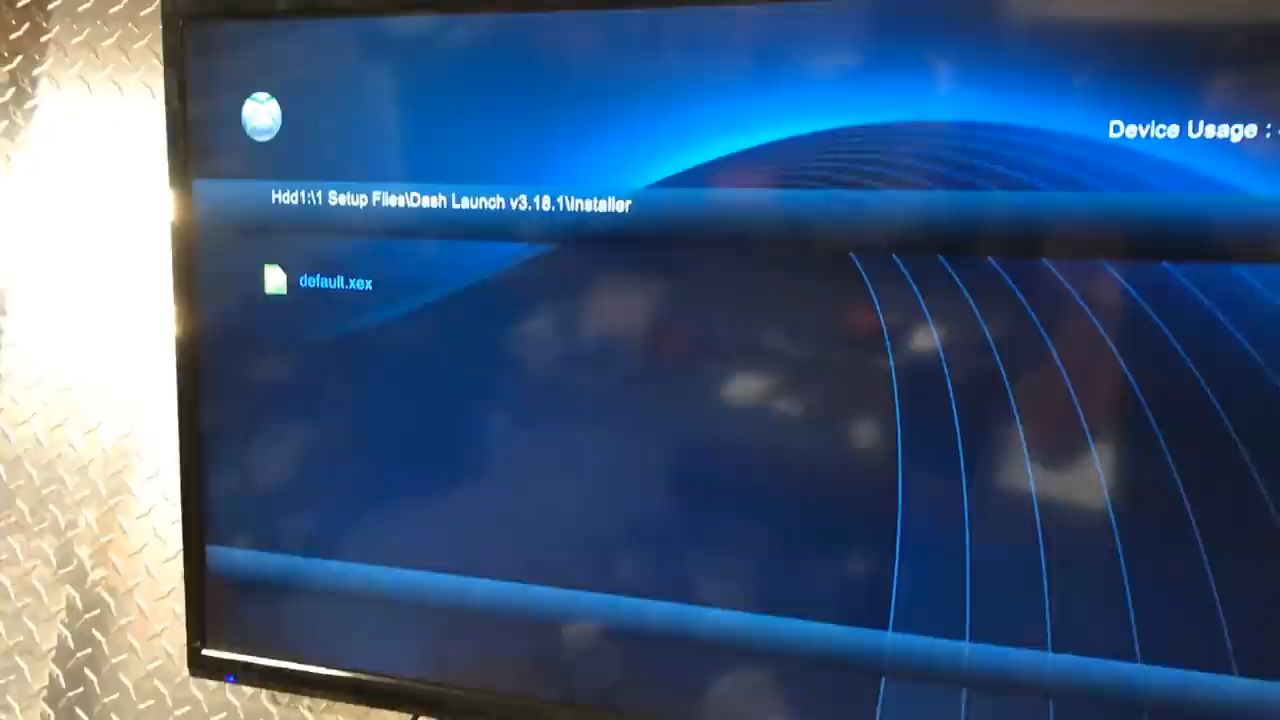 Device Usage :
Hdd1:\1 Setup Files\Dash Launch v3.18.1\Installer
default.xex